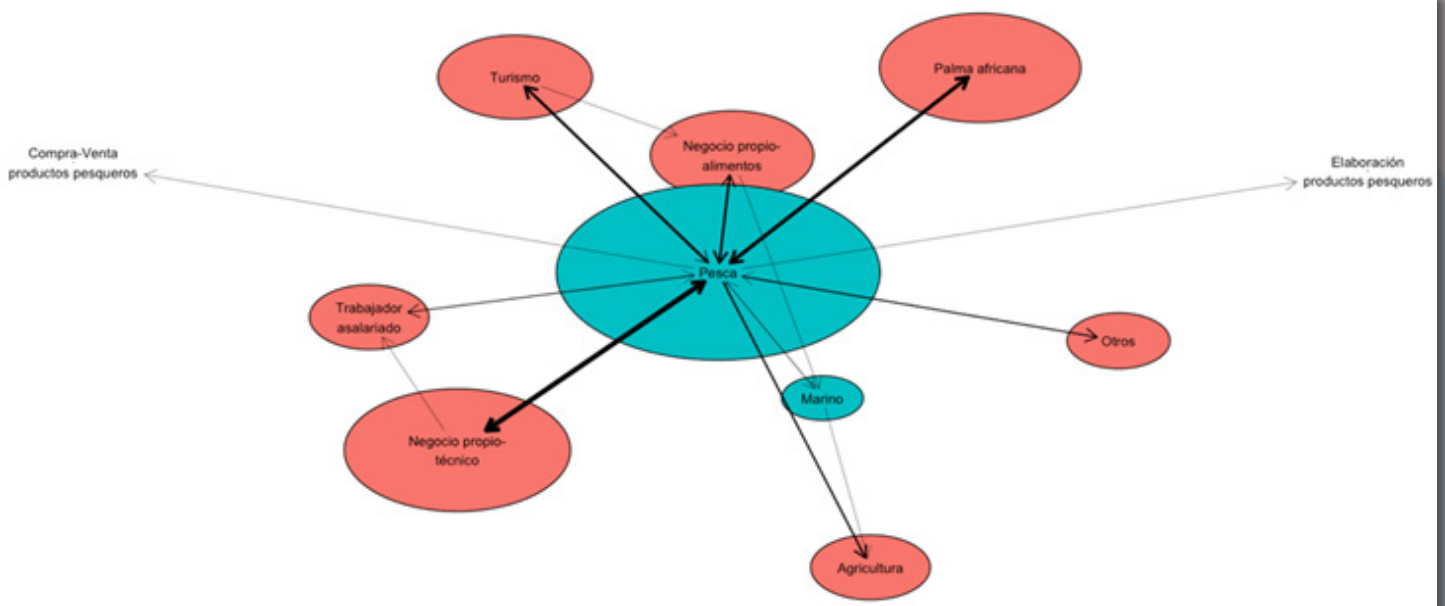 Turismo
Palma africana
Negocio propio-
alimentos
Compra-Venta
productos pesqueros
Elaboración
productos pesqueros
Pesca
Trabajador
asalariado
Otros
Marino
Negocio propio-
técnico
Agricultura